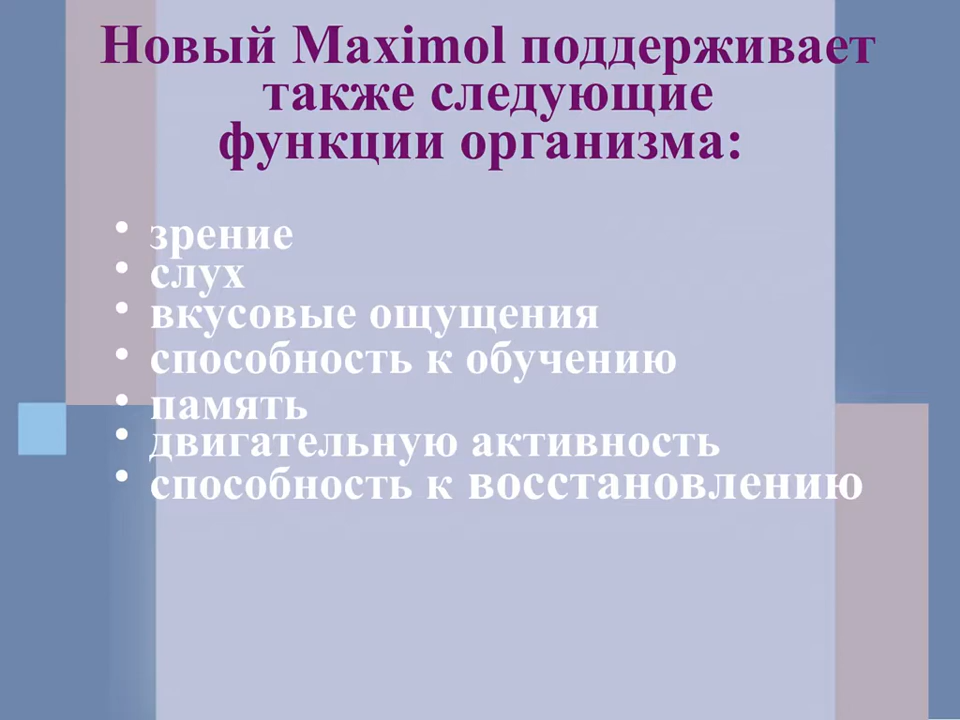 Новый Maximol поддерживает
также следующие
функции организма:
• зрение
• слух
• вкусовые ощущения
• способность к обучению
• память
• двигательную активность
• способность к восстановлению